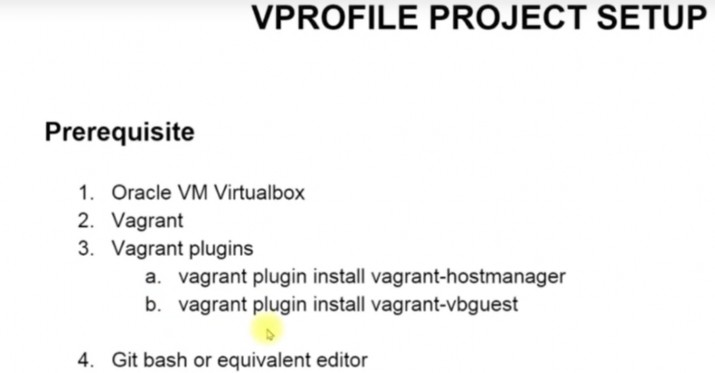 VPROFILE PROJECT SETUP
Prerequisite
1. Oracle VM Virtualbox
2. Vagrant
3. Vagrant plugins
a. vagrant plugin install vagrant-hostmanager
b. vagrant plugin install vagrant-vbguest
4. Git bash or equivalent editor